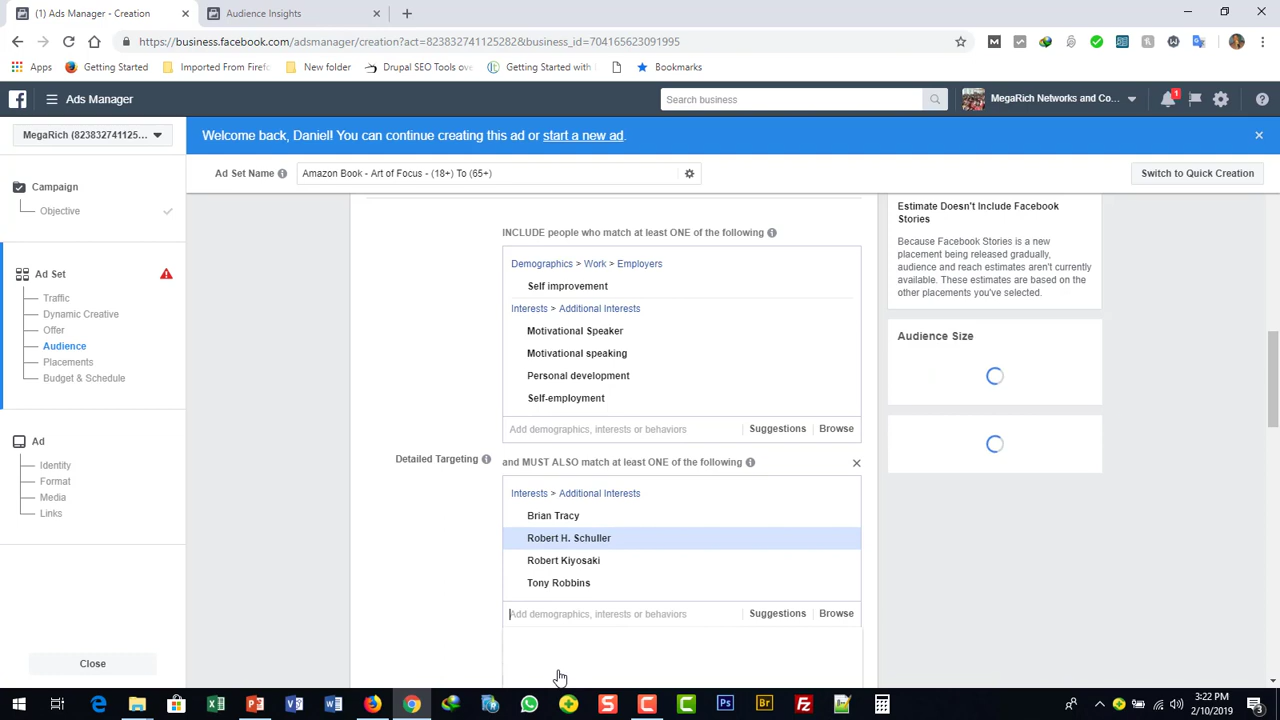 (1) Ads Manager - Creation
Audience Insights
https://business.facebook.com/adsmanager/creation?act=823832741125282&business_id=704165623091995
Apps
Getting Started
Imported From Firefo
New folder
Drupal SEO Tools ove
Getting Started with
Bookmarks
Ads Manager
Search business
MegaRich Networks and Co...
1
MegaRich (82383274112​5...
Welcome back, Daniel! You can continue creating this ad or start a new ad.
Ad Set Name
Amazon Book - Art of Focus - (18+) To (65+)
Switch to Quick Creation
Campaign
Objective
Ad Set
Traffic
Dynamic Creative
Offer
Audience
Placements
Budget & Schedule
Ad
Identity
Format
Media
Links
Close
INCLUDE people who match at least ONE of the following
Demographics > Work > Employers
Self improvement
Interests > Additional Interests
Motivational Speaker
Motivational speaking
Personal development
Self-employment
Add demographics, interests or behaviors
Suggestions
Browse
Detailed Targeting
and MUST ALSO match at least ONE of the following
Interests > Additional Interests
Brian Tracy
Robert H. Schuller
Robert Kiyosaki
Tony Robbins
Add demographics, interests or behaviors
Suggestions
Browse
Estimate Doesn't Include Facebook
Stories
Because Facebook Stories is a new
placement being released gradually,
audience and reach estimates aren't currently
available. These estimates are based on the
other placements you've selected.
Audience Size
3:22 PM
2/10/2019